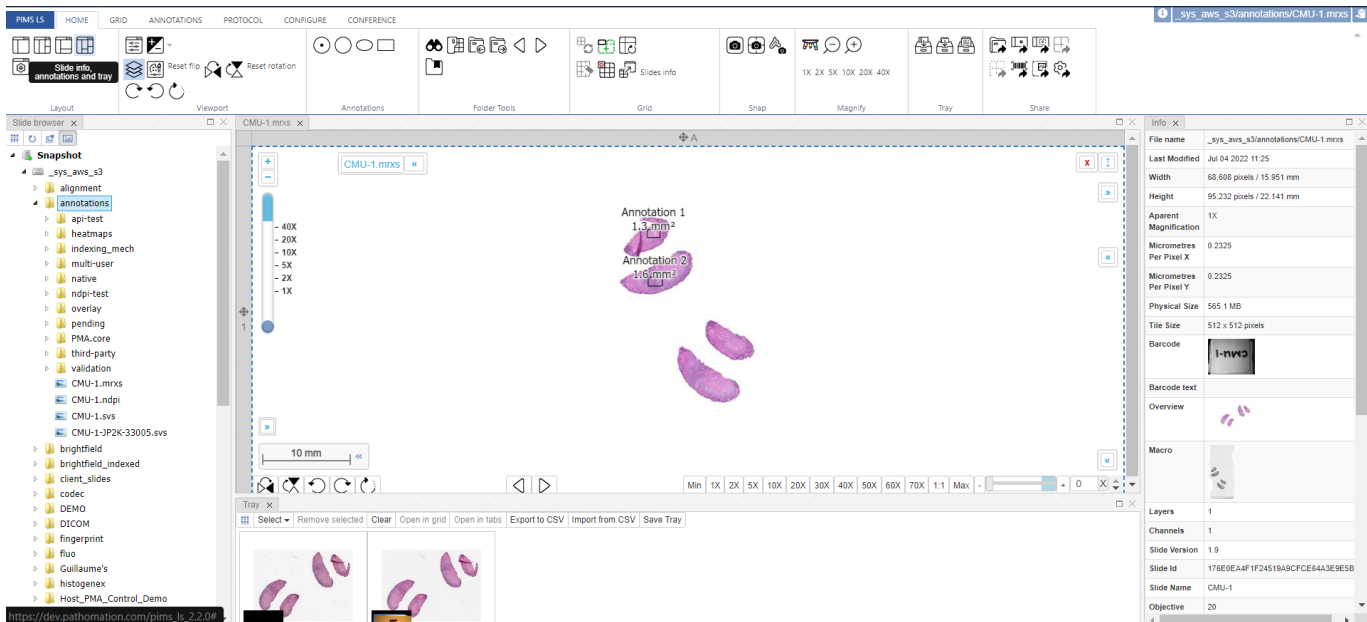 PIMS LS HOME GRID ANNOTATIONS PROTOCOL CONFIGURE CONFERENCE
_sys_aws_s3/annotations/CMU-1.mrxs
Slide info,
annotations and tray
Reset flip
Reset rotation
Slides info
1X 2X 5X 10X 20X 40X
Layout Viewport Annotations Folder Tools Grid Snap Magnify Tray Share
Slide browser x
Snapshot
_sys_aws_s3
alignment
annotations
api-test
heatmaps
indexing_mech
multi-user
native
ndpi-test
overlay
pending
PMA.core
third-party
validation
CMU-1.mrxs
CMU-1.ndpi
CMU-1.svs
CMU-1-JP2K-33005.svs
brightfield
brightfield_indexed
client_slides
codec
DEMO
DICOM
fingerprint
fluo
Guillaume's
histogenex
Host_PMA_Control_Demo
https://dev.pathomation.com/pims_ls_2.2.0#
CMU-1.mrxs x
A
1
+
−
CMU-1.mrxs «
x
»
«
40X
20X
10X
5X
2X
1X
Annotation 1
1.3 mm²
Annotation 2
1.6 mm²
»
10 mm «
«
Min 1X 2X 5X 10X 20X 30X 40X 50X 60X 70X 1:1 Max - + 0 X
Tray x
Select Remove selected Clear Open in grid Open in tabs Export to CSV Import from CSV Save Tray
Info x
File name _sys_aws_s3/annotations/CMU-1.mrxs
Last Modified Jul 04 2022 11:25
Width 68,608 pixels / 15.951 mm
Height 95,232 pixels / 22.141 mm
Aparent
Magnification 1X
Micrometres
Per Pixel X 0.2325
Micrometres
Per Pixel Y 0.2325
Physical Size 565.1 MB
Tile Size 512 x 512 pixels
Barcode
CMU-1
Barcode text
Overview
Macro
Layers 1
Channels 1
Slide Version 1.9
Slide Id 176E0EA4F1F24519A9CFCE64A3E9E5B
Slide Name CMU-1
Objective 20